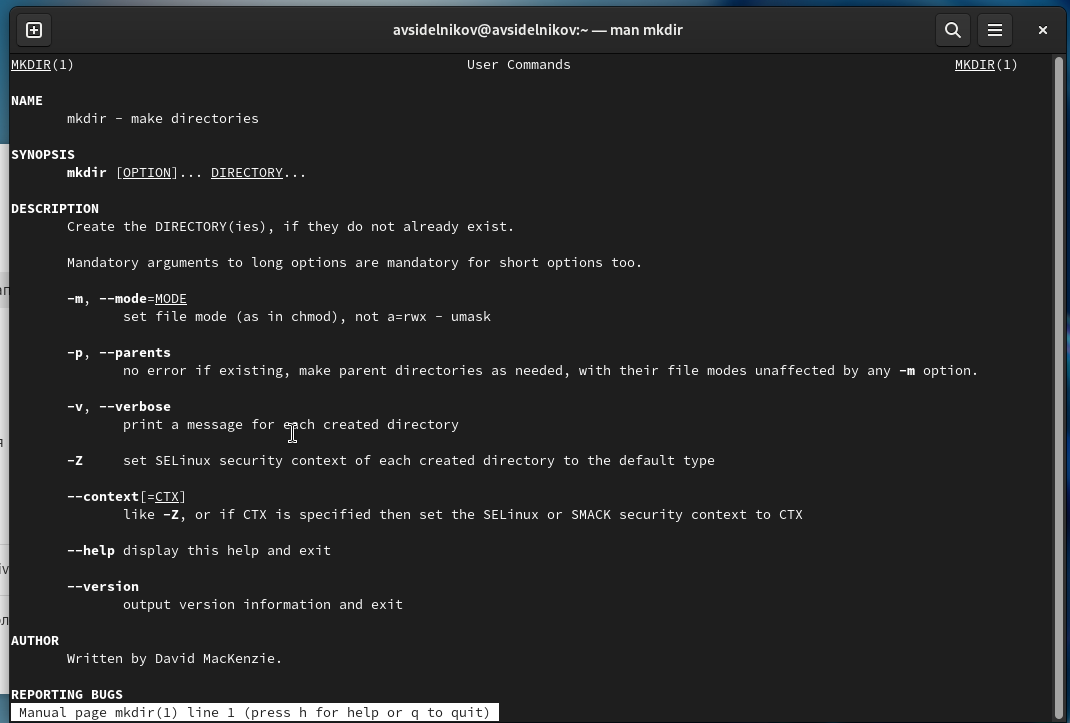 avsidelnikov@avsidelnikov:~ — man mkdir
MKDIR(1) User Commands MKDIR(1)
NAME
mkdir - make directories
SYNOPSIS
mkdir [OPTION]... DIRECTORY...
DESCRIPTION
Create the DIRECTORY(ies), if they do not already exist.
Mandatory arguments to long options are mandatory for short options too.
-m, --mode=MODE
set file mode (as in chmod), not a=rwx - umask
-p, --parents
no error if existing, make parent directories as needed, with their file modes unaffected by any -m option.
-v, --verbose
print a message for each created directory
-Z set SELinux security context of each created directory to the default type
--context[=CTX]
like -Z, or if CTX is specified then set the SELinux or SMACK security context to CTX
--help display this help and exit
--version
output version information and exit
AUTHOR
Written by David MacKenzie.
REPORTING BUGS
Manual page mkdir(1) line 1 (press h for help or q to quit)